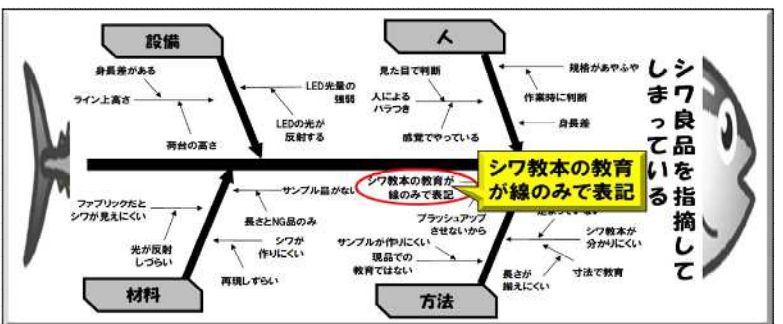 設備
人
身長差がある
ライン上高さ
荷台の高さ
LED光量の
強弱
LEDの光が
反射する
見た目で判断
人による
バラつき
感覚でやっている
規格があやふや
作業時に判断
身長差
シワ良品を指摘して
しまっている
ファブリックだと
シワが見えにくい
光が反射
しづらい
サンプル品がない
長さとNG品のみ
シワが
作りにくい
再現しずらい
材料
シワ教本の教育が
線のみで表記
シワ教本の教育
が線のみで表記
ブラッシュアップ
させないから
サンプルが作りにくい
現品での
教育ではない
シワ教本が
分かりにくい
寸法で教育
長さが
揃えにくい
方法